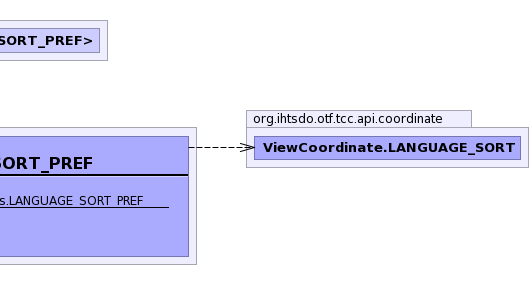 SORT_PREF>
org.ihtsdo.otf.tcc.api.coordinate
ViewCoordinate.LANGUAGE_SORT
SORT_PREF
s.LANGUAGE_SORT_PREF